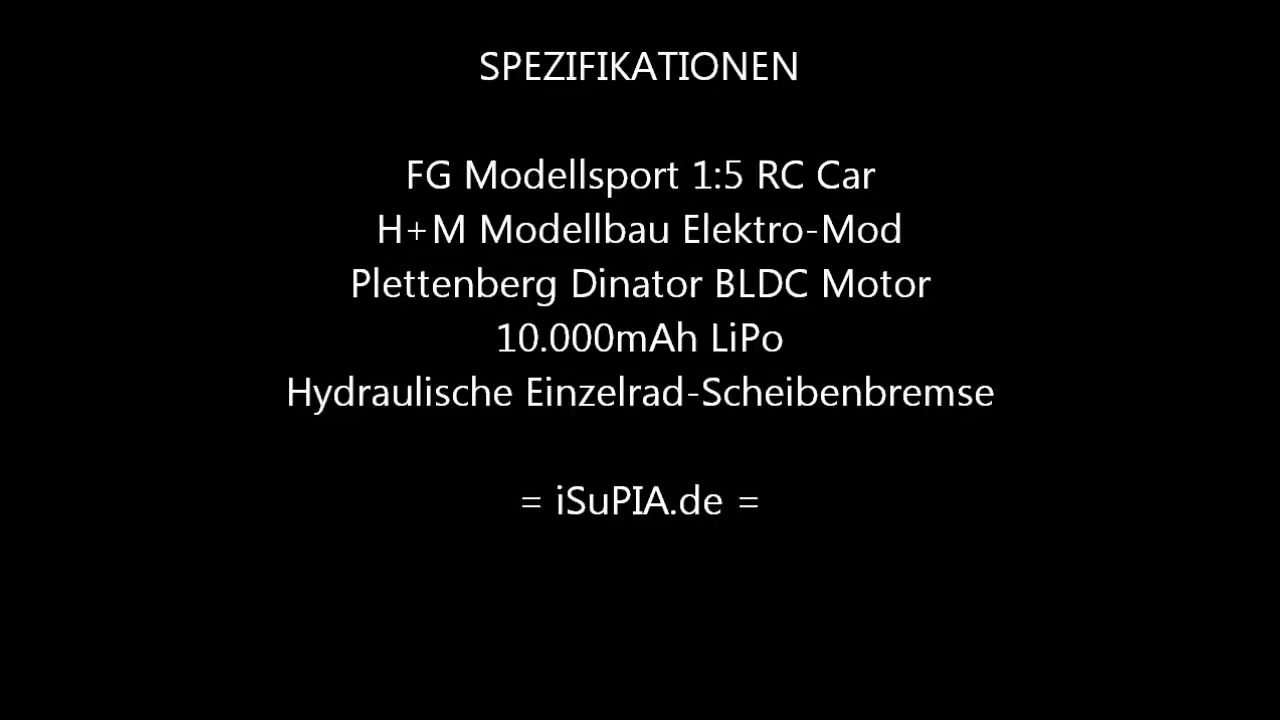 SPEZIFIKATIONEN
FG Modellsport 1:5 RC Car
H+M Modellbau Elektro-Mod
Plettenberg Dinator BLDC Motor
10.000mAh LiPo
Hydraulische Einzelrad-Scheibenbremse
= iSuPIA.de =